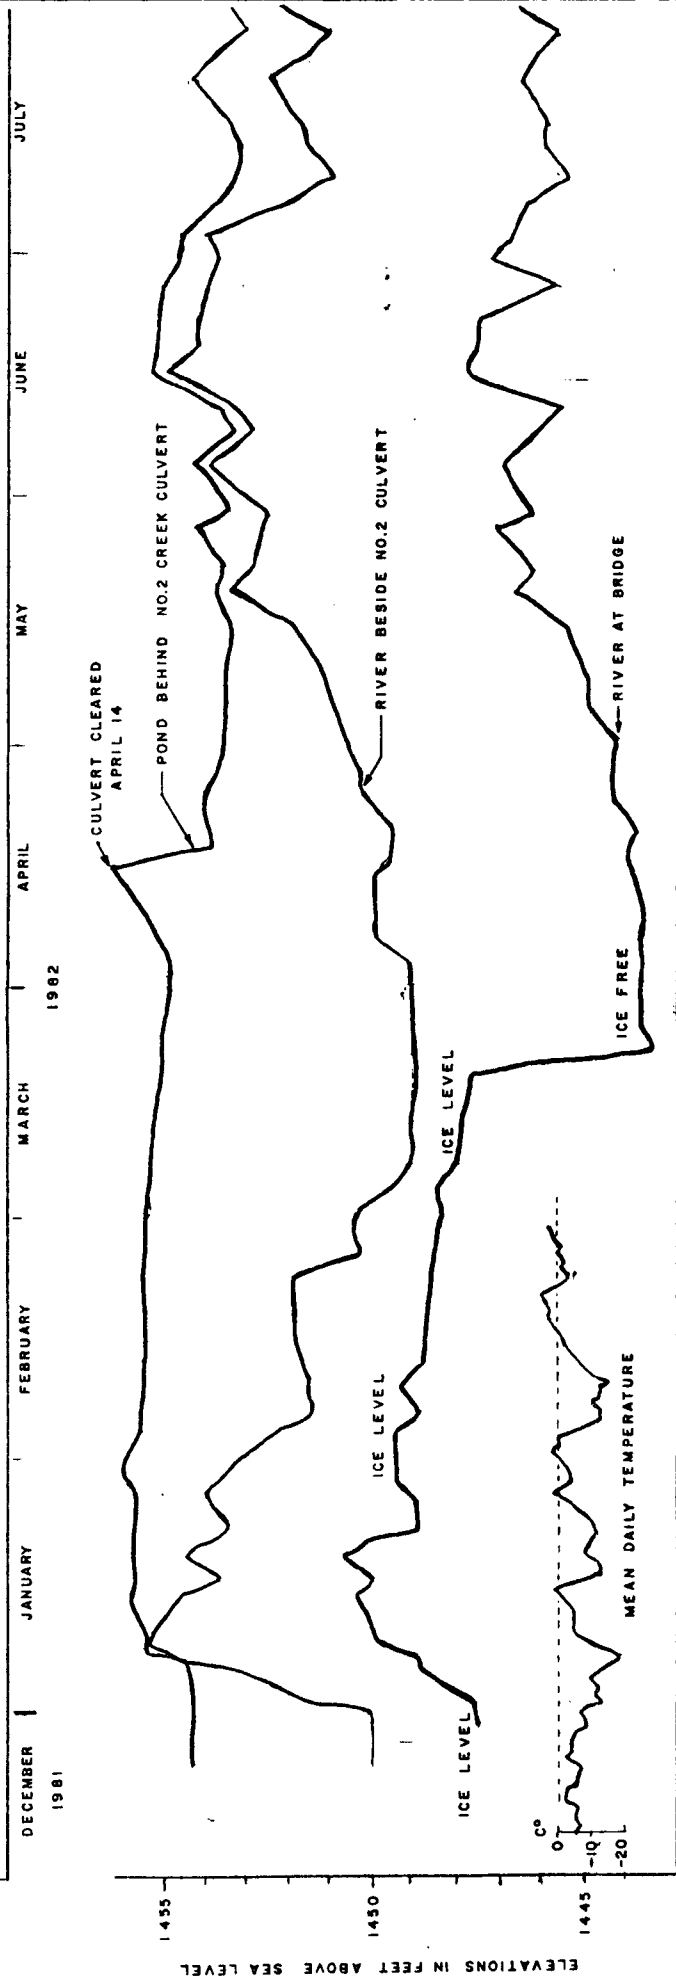 DECEMBER JANUARY FEBRUARY MARCH APRIL MAY JUNE JULY
1981 1982
CULVERT CLEARED
APRIL 14
POND BEHIND NO.2 CREEK CULVERT
RIVER BESIDE NO.2 CULVERT
RIVER AT BRIDGE
ICE LEVEL
ICE LEVEL
ICE LEVEL
ICE FREE
MEAN DAILY TEMPERATURE
C°
0
-10
-20
1455
1450
1445
ELEVATIONS IN FEET ABOVE SEA LEVEL